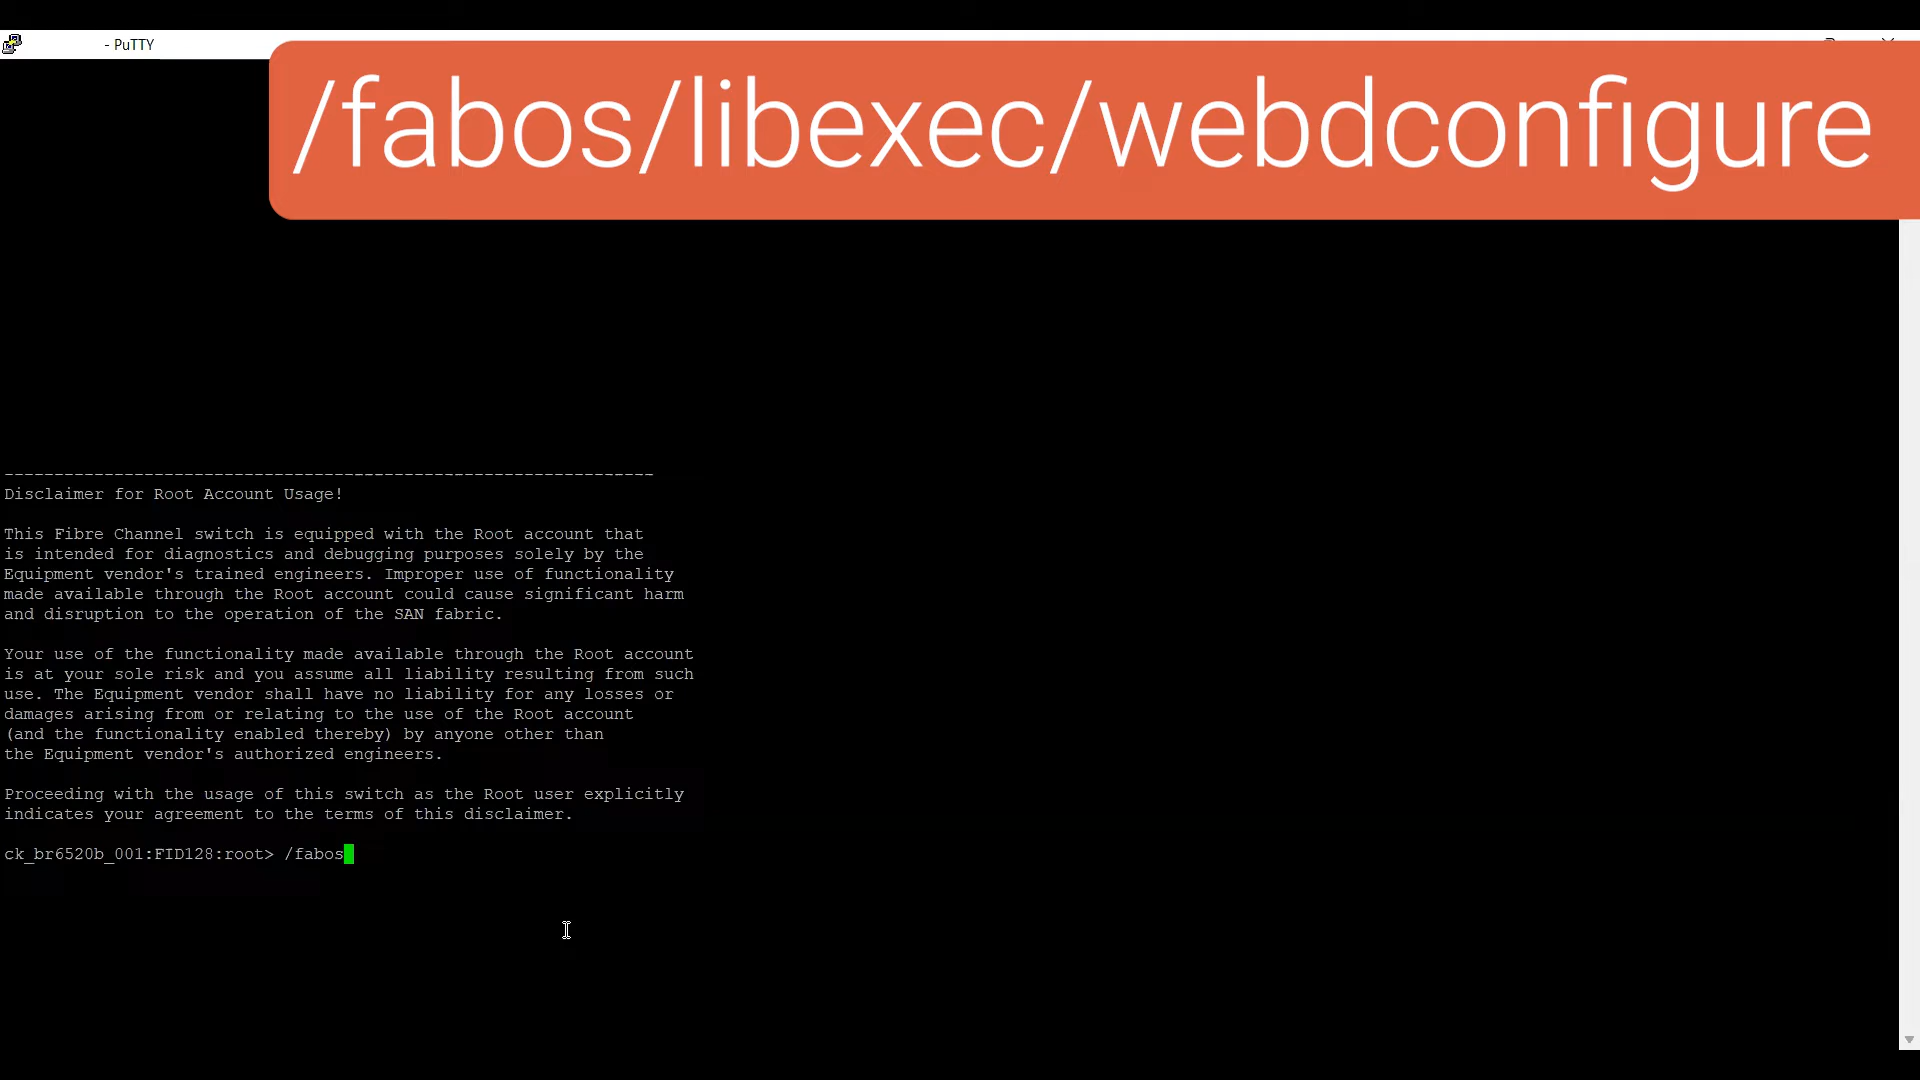 - PuTTY
/fabos/libexec/webdconfigure
-----------------------------------------------------------------
Disclaimer for Root Account Usage!
This Fibre Channel switch is equipped with the Root account that
is intended for diagnostics and debugging purposes solely by the
Equipment vendor's trained engineers. Improper use of functionality
made available through the Root account could cause significant harm
and disruption to the operation of the SAN fabric.
Your use of the functionality made available through the Root account
is at your sole risk and you assume all liability resulting from such
use. The Equipment vendor shall have no liability for any losses or
damages arising from or relating to the use of the Root account
(and the functionality enabled thereby) by anyone other than
the Equipment vendor's authorized engineers.
Proceeding with the usage of this switch as the Root user explicitly
indicates your agreement to the terms of this disclaimer.
ck_br6520b_001:FID128:root> /fabos